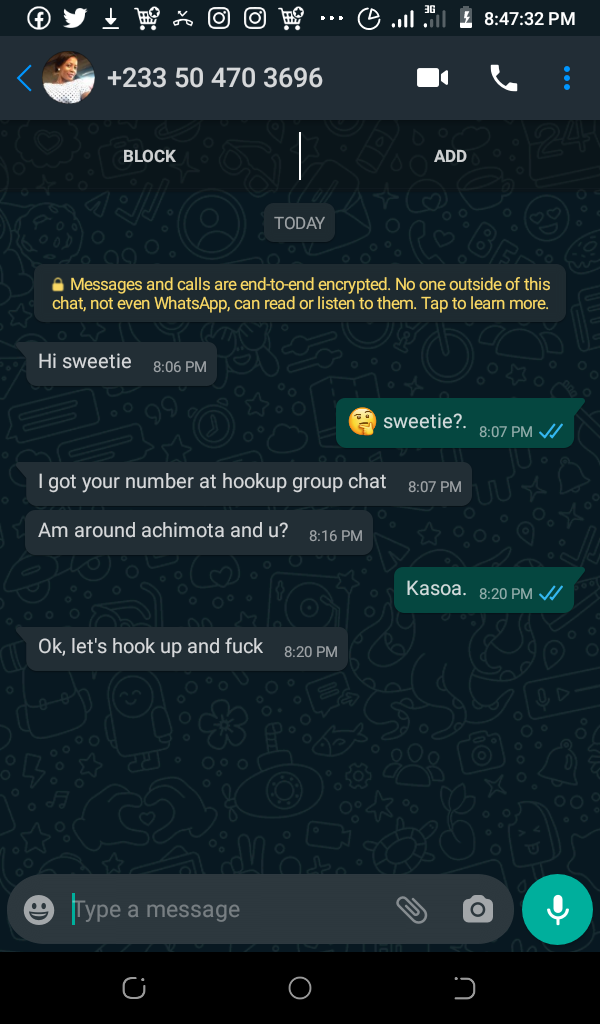 3G
8:47:32 PM
+233 50 470 3696
BLOCK
ADD
TODAY
Messages and calls are end-to-end encrypted. No one outside of this
chat, not even WhatsApp, can read or listen to them. Tap to learn more.
Hi sweetie 8:06 PM
🤔 sweetie?. 8:07 PM
I got your number at hookup group chat 8:07 PM
Am around achimota and u? 8:16 PM
Kasoa. 8:20 PM
Ok, let's hook up and fuck 8:20 PM
Type a message